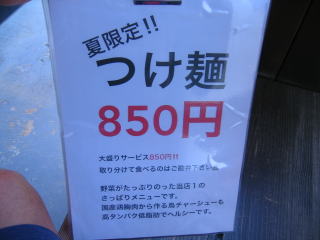 夏限定!!
つけ麺
850円
大盛りサービス850円!!
取り分けて食べるのはご遠慮下さい
野菜がたっぷりのった当店1の
さっぱりメニューです。
国産鶏胸肉から作る鳥チャーシューも
高タンパク低脂肪でヘルシーです。